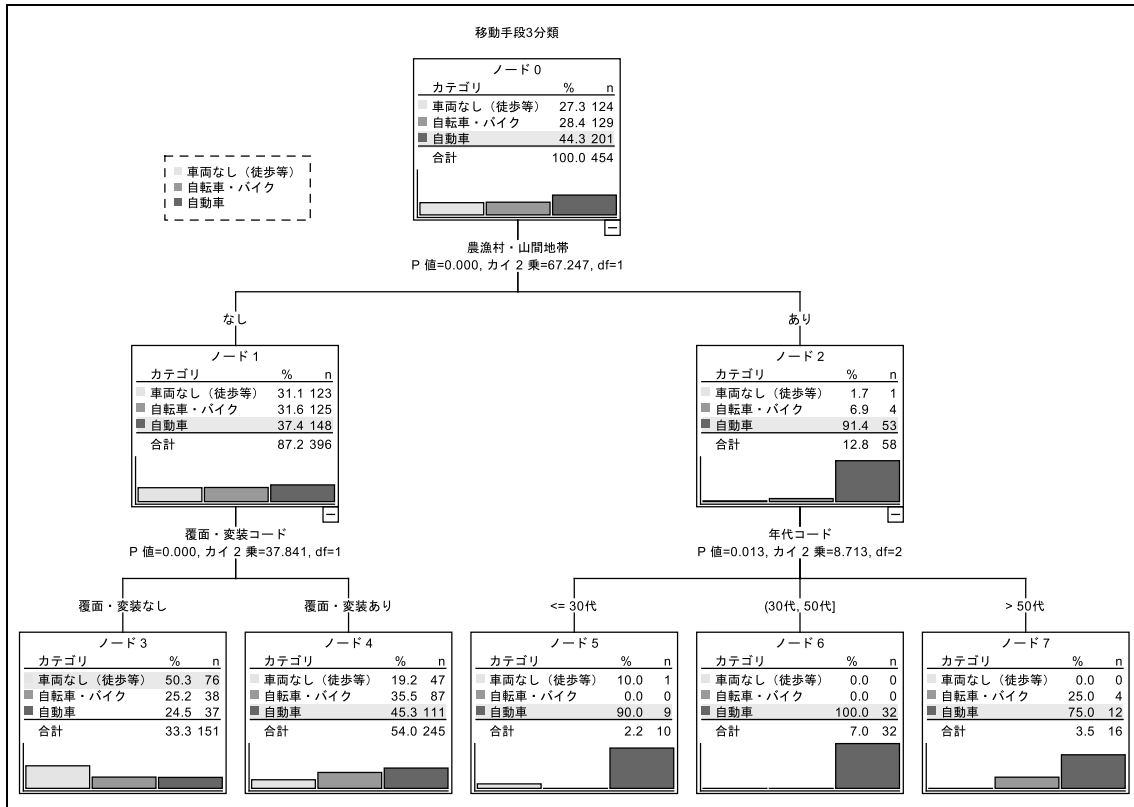 移動手段3分類
ノード 0
カテゴリ % n
車両なし（徒歩等） 27.3 124
自転車・バイク 28.4 129
自動車 44.3 201
合計 100.0 454
車両なし（徒歩等）
自転車・バイク
自動車
農漁村・山間地帯
P 値=0.000, カイ 2 乗=67.247, df=1
なし
あり
ノード 1
カテゴリ % n
車両なし（徒歩等） 31.1 123
自転車・バイク 31.6 125
自動車 37.4 148
合計 87.2 396
ノード 2
カテゴリ % n
車両なし（徒歩等） 1.7 1
自転車・バイク 6.9 4
自動車 91.4 53
合計 12.8 58
覆面・変装コード
P 値=0.000, カイ 2 乗=37.841, df=1
年代コード
P 値=0.013, カイ 2 乗=8.713, df=2
覆面・変装なし
覆面・変装あり
<= 30代
(30代, 50代]
> 50代
ノード 3
カテゴリ % n
車両なし（徒歩等） 50.3 76
自転車・バイク 25.2 38
自動車 24.5 37
合計 33.3 151
ノード 4
カテゴリ % n
車両なし（徒歩等） 19.2 47
自転車・バイク 35.5 87
自動車 45.3 111
合計 54.0 245
ノード 5
カテゴリ % n
車両なし（徒歩等） 10.0 1
自転車・バイク 0.0 0
自動車 90.0 9
合計 2.2 10
ノード 6
カテゴリ % n
車両なし（徒歩等） 0.0 0
自転車・バイク 0.0 0
自動車 100.0 32
合計 7.0 32
ノード 7
カテゴリ % n
車両なし（徒歩等） 0.0 0
自転車・バイク 25.0 4
自動車 75.0 12
合計 3.5 16